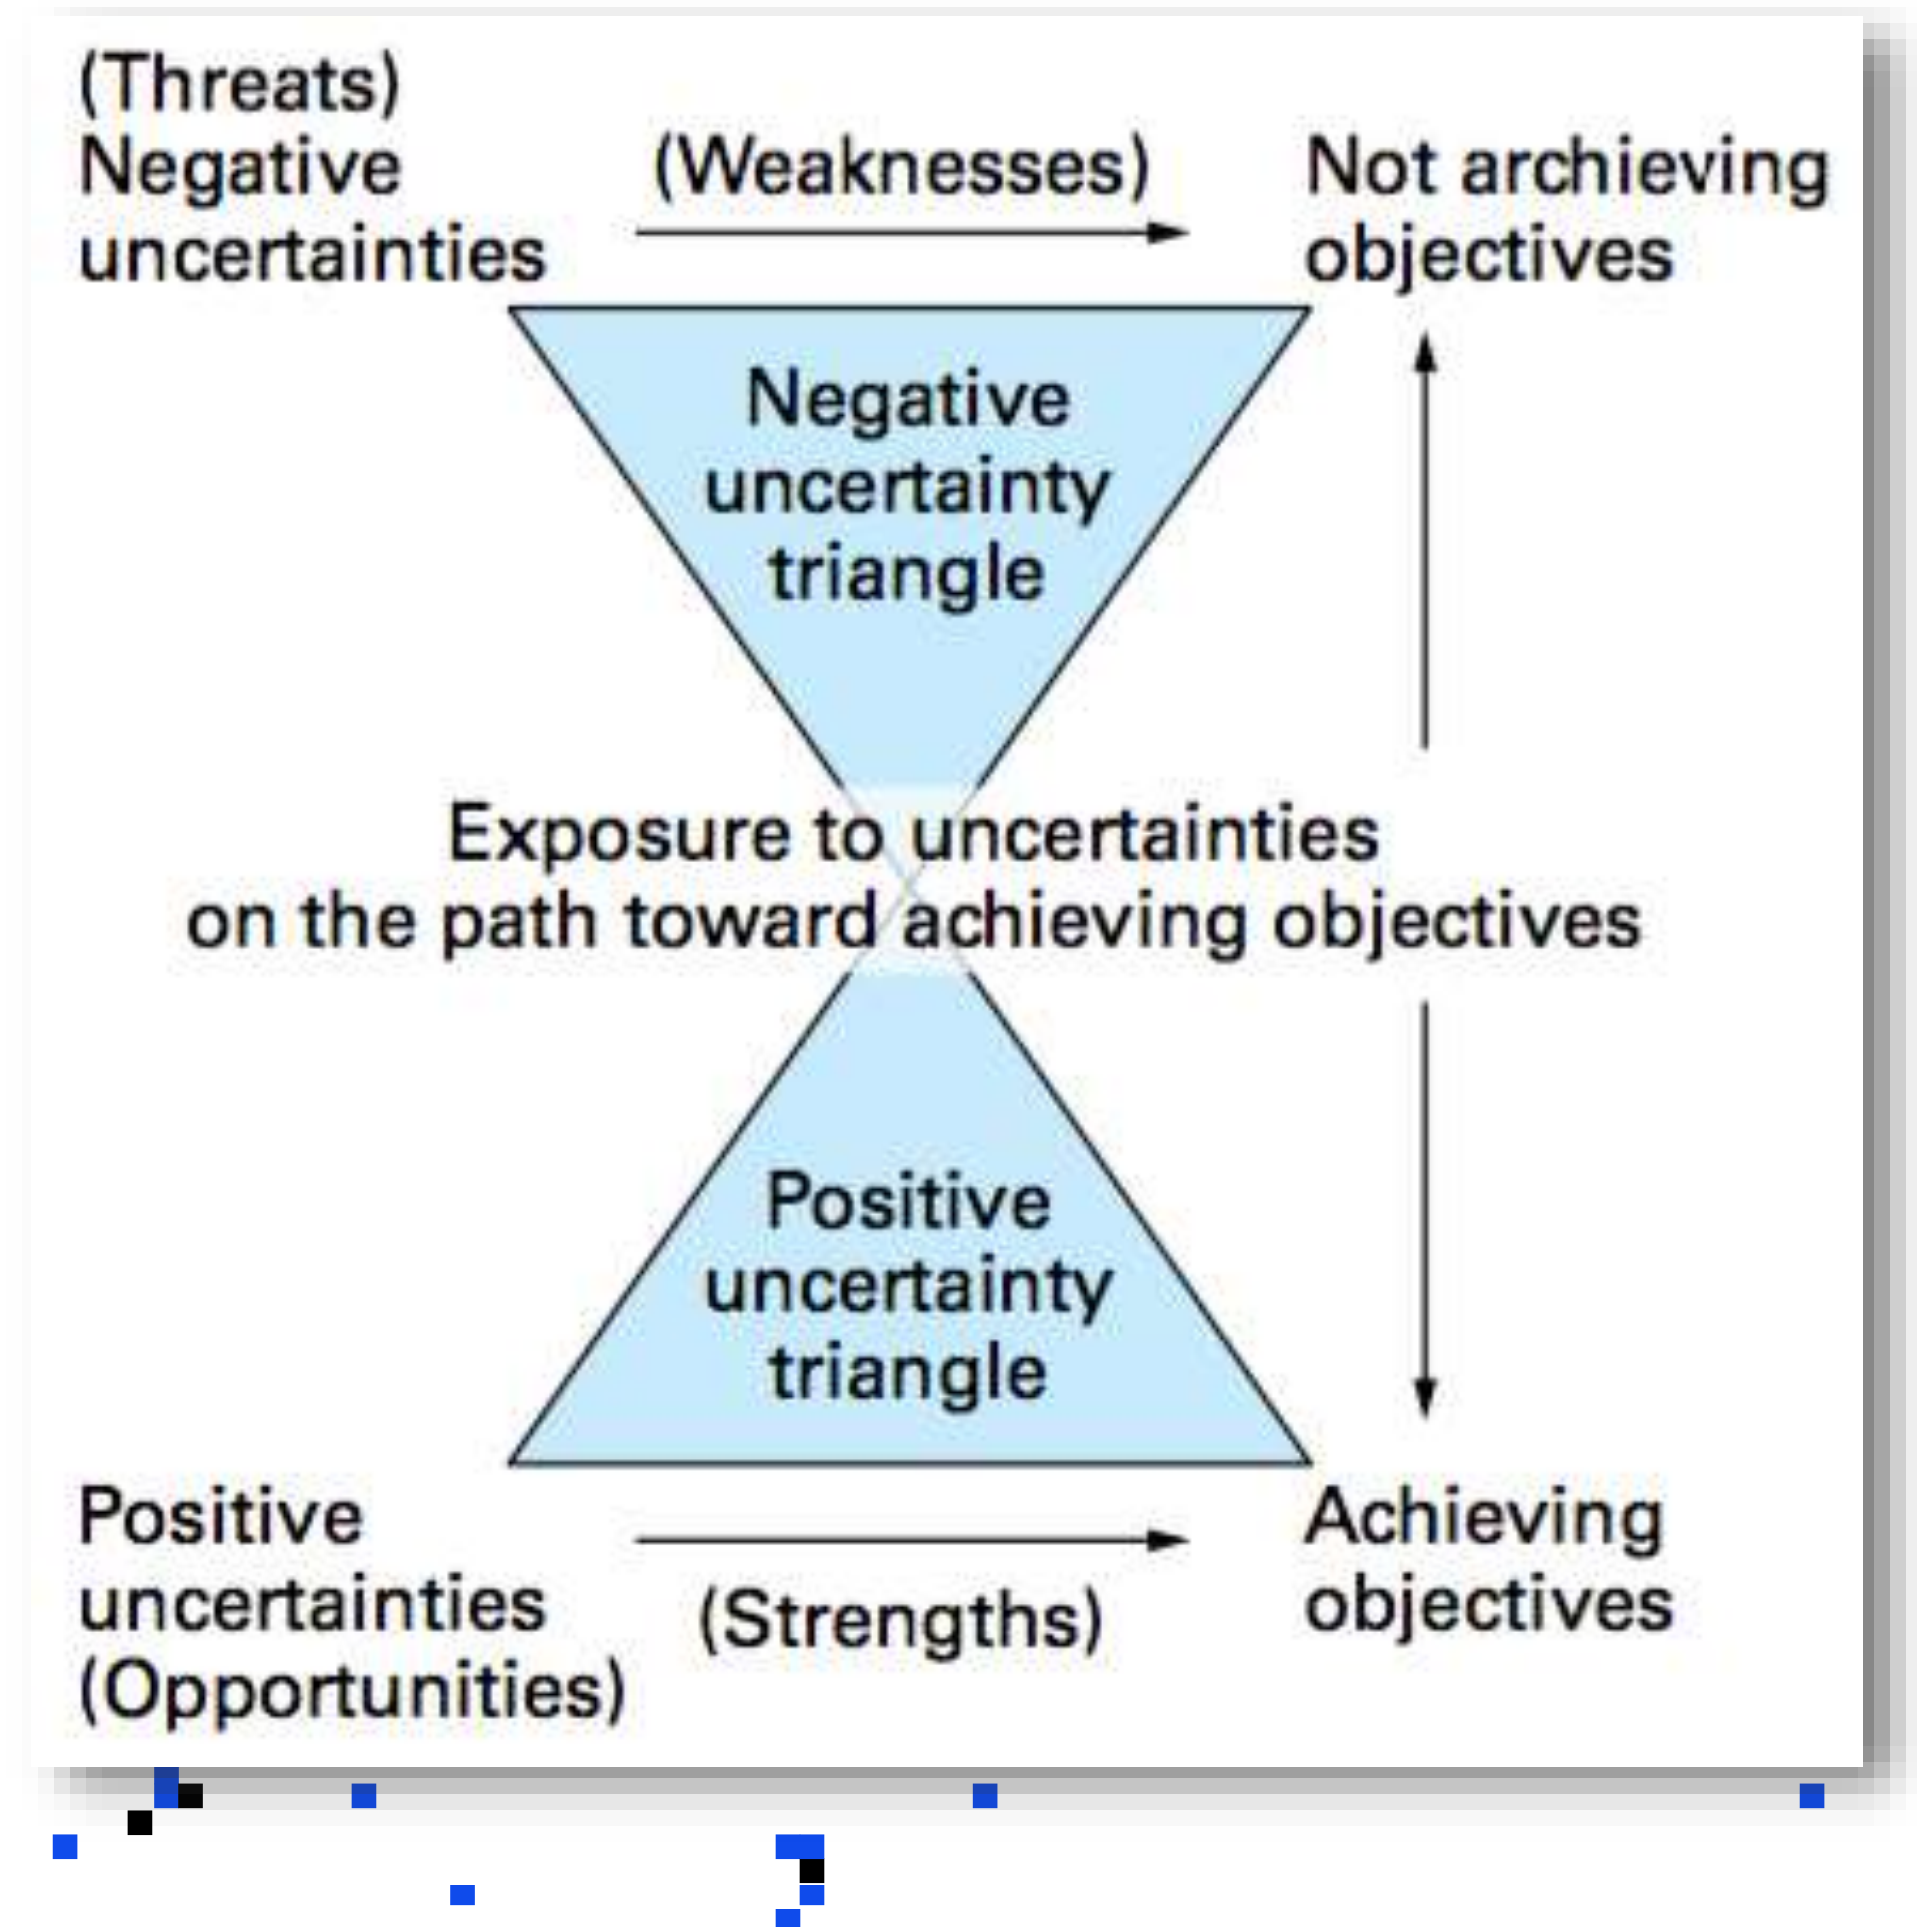 (Threats)
Negative
uncertainties
(Weaknesses)
Not archieving
objectives
Negative
uncertainty
triangle
Exposure to uncertainties
on the path toward achieving objectives
Positive
uncertainty
triangle
Positive
uncertainties
(Opportunities)
(Strengths)
Achieving
objectives